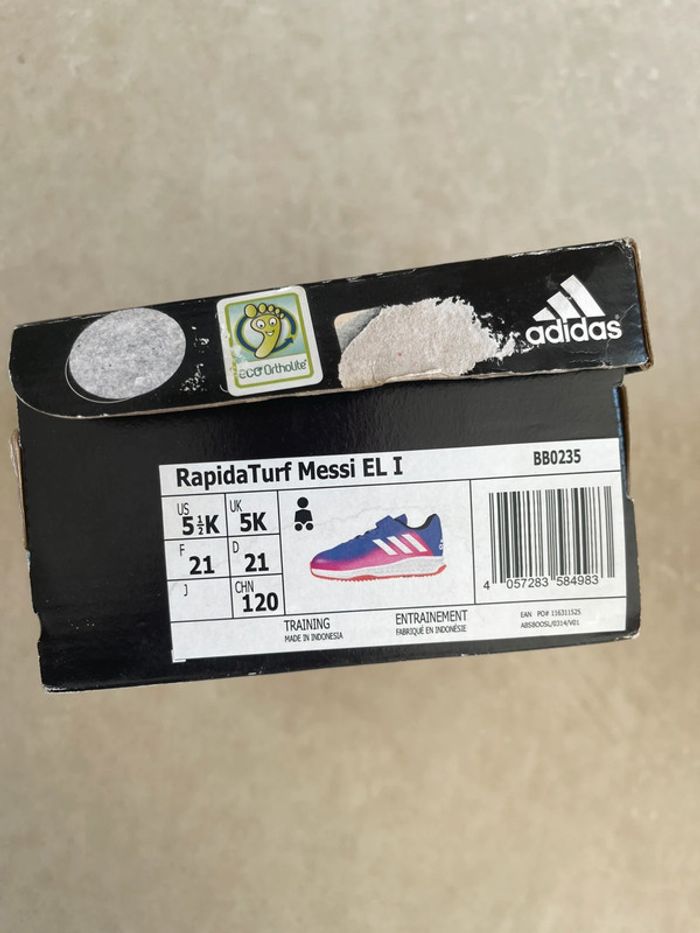 eco Ortholite®
adidas
RapidaTurf Messi EL I
BB0235
US
5½K
UK
5K
F
21
D
21
J
CHN
120
4 057283 584983
TRAINING
MADE IN INDONESIA
ENTRAINEMENT
FABRIQUÉ EN INDONÉSIE
EAN PO# 116311525